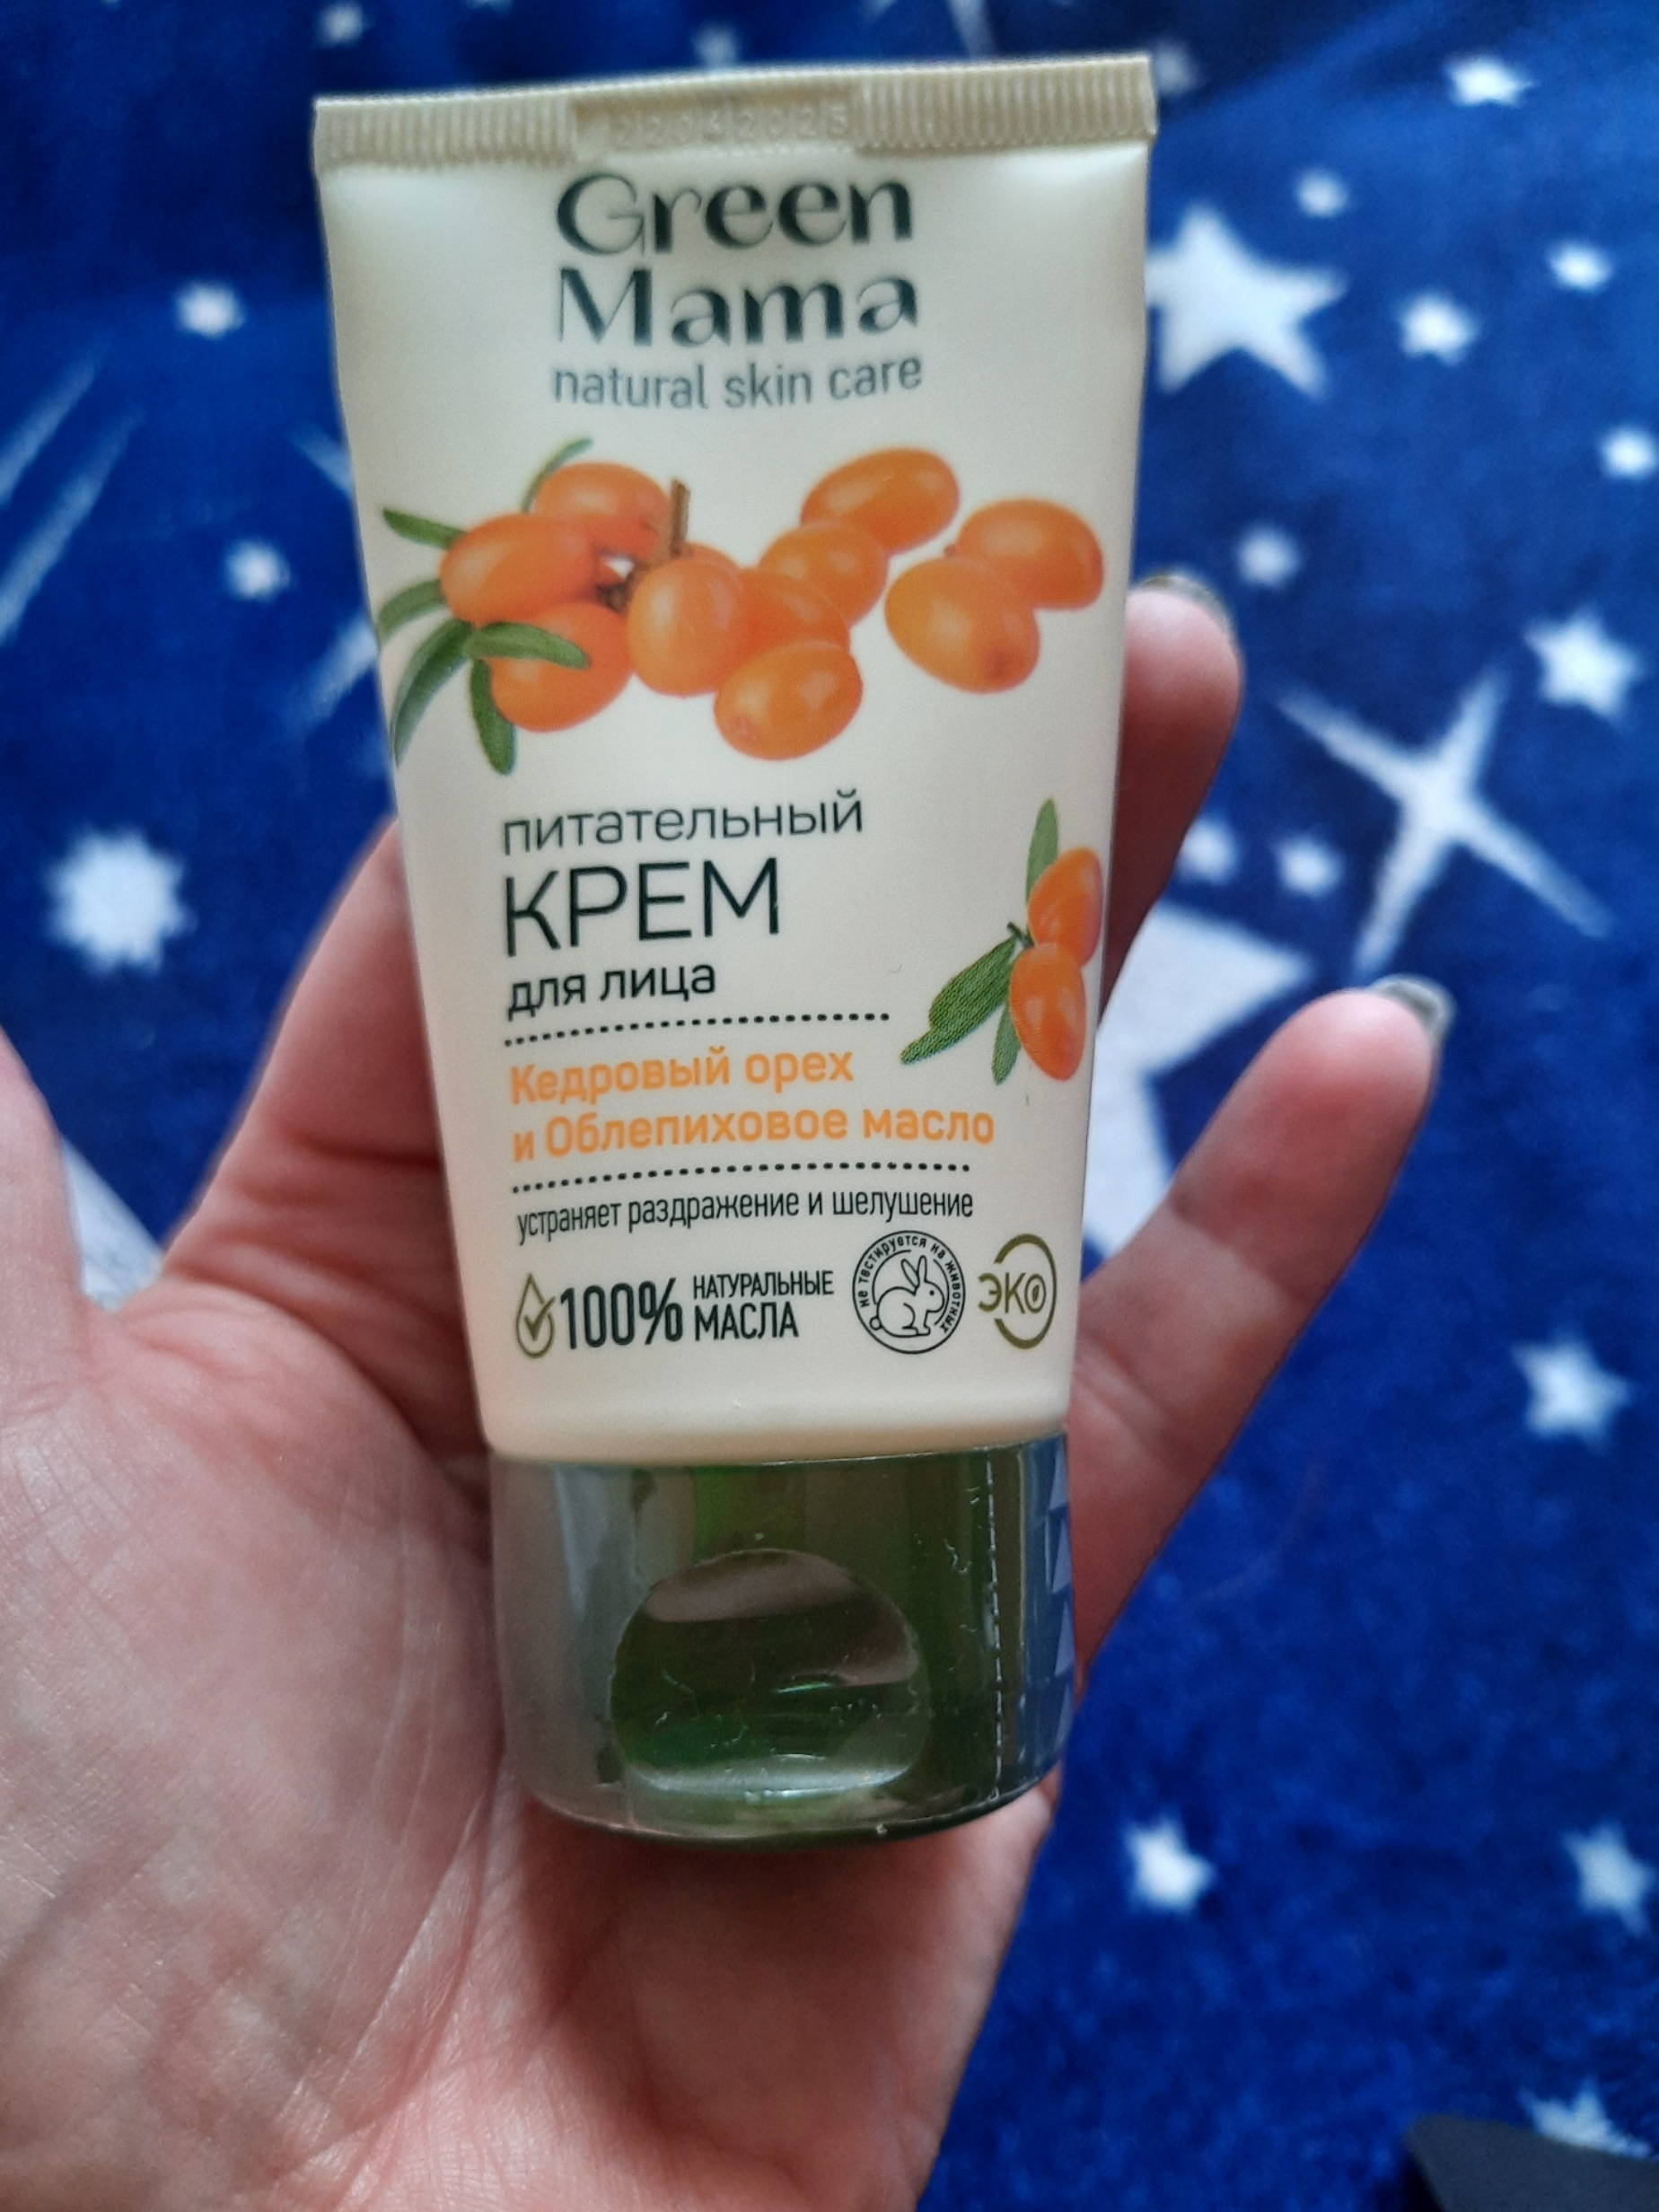 Green
Mama
natural skin care
питательный
КРЕМ
для лица
Кедровый орех
и Облепиховое масло
устраняет раздражение и шелушение
100% НАТУРАЛЬНЫЕ
МАСЛА
не тестируется на животных
ЭКО